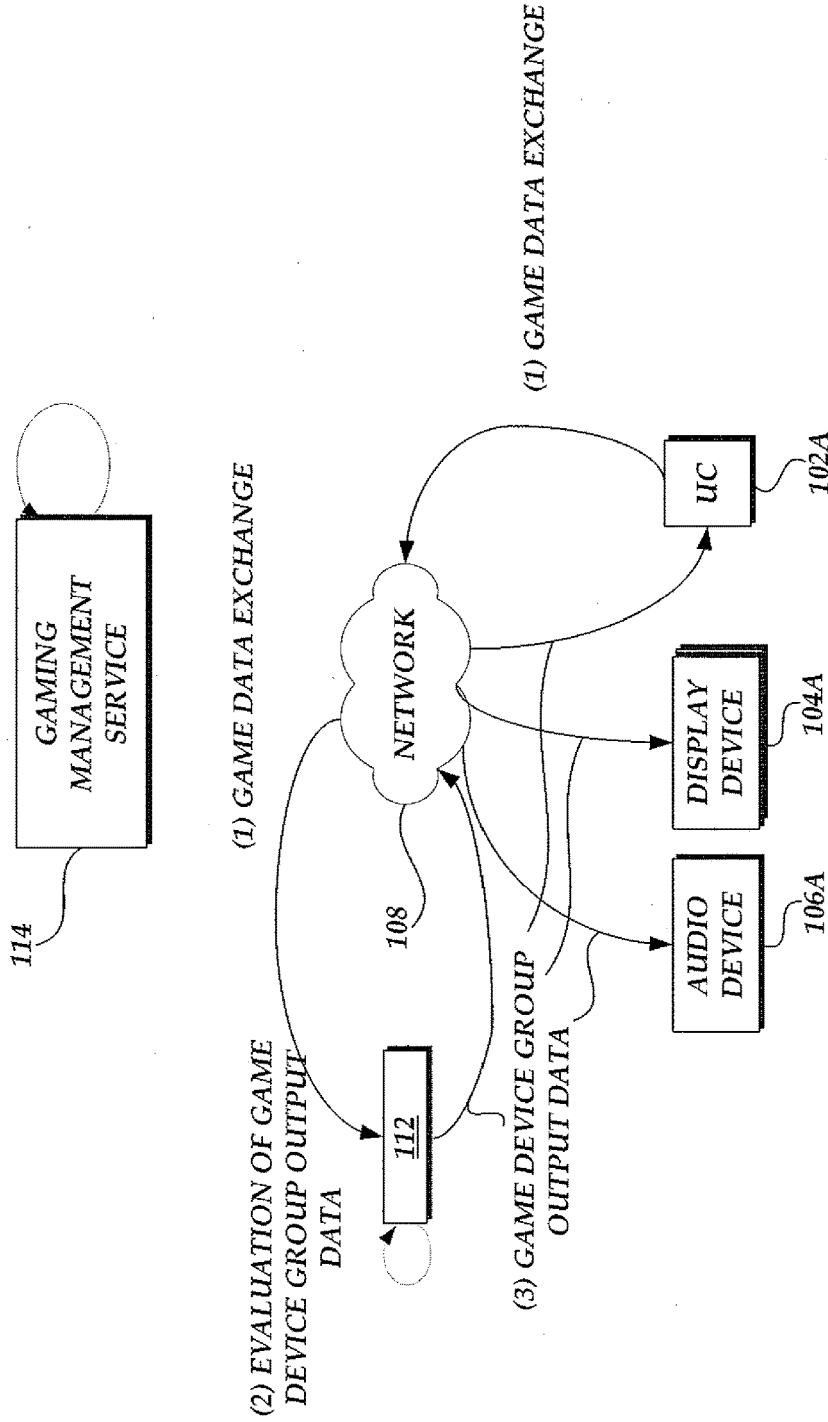 114
GAMING
MANAGEMENT
SERVICE
(1) GAME DATA EXCHANGE
(2) EVALUATION OF GAME
DEVICE GROUP OUTPUT
DATA
112
108
NETWORK
(1) GAME DATA EXCHANGE
(3) GAME DEVICE GROUP
OUTPUT DATA
AUDIO
DEVICE
106A
DISPLAY
DEVICE
104A
UC
102A